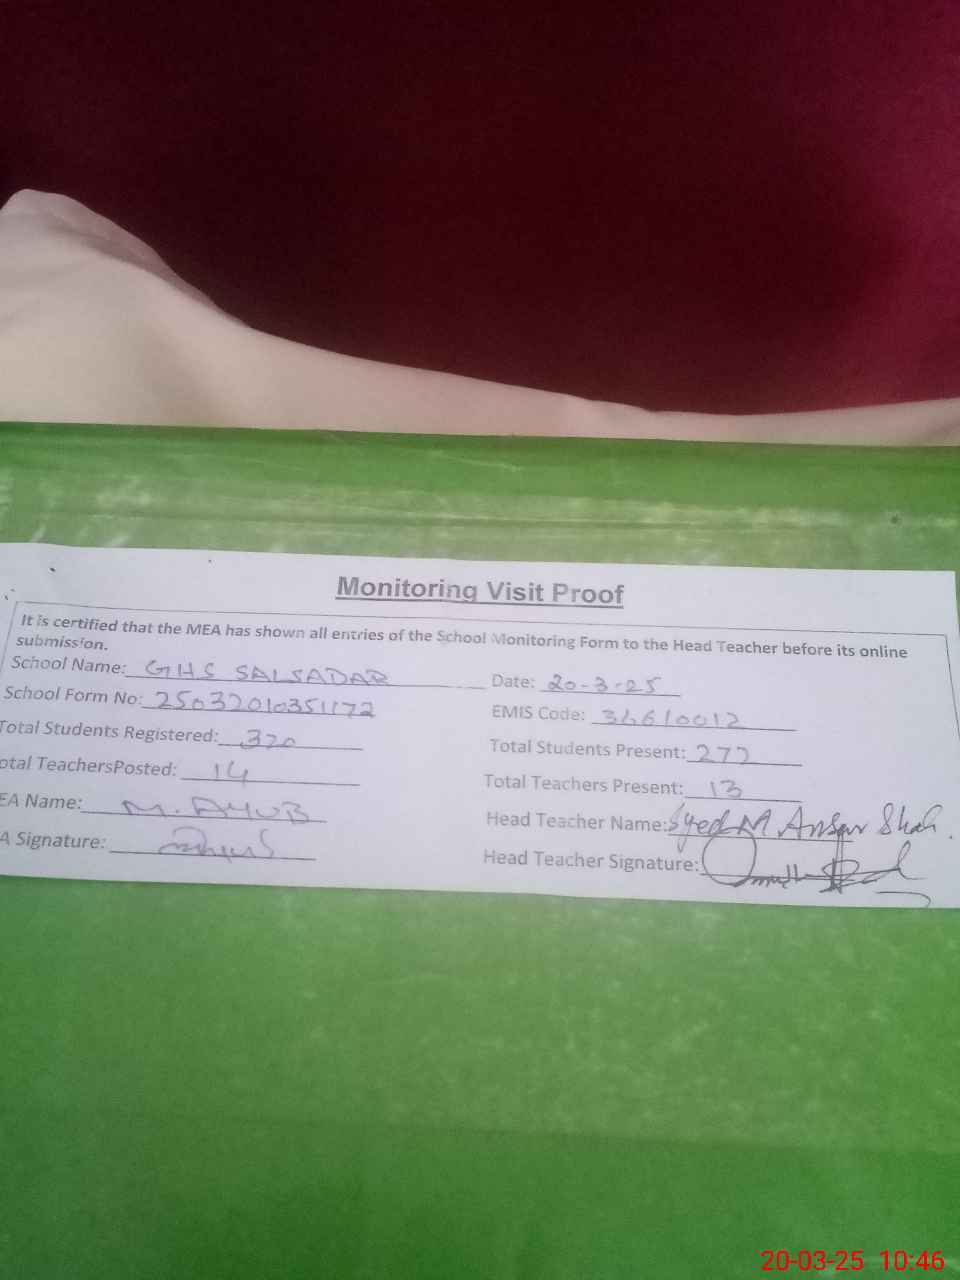 Monitoring Visit Proof
It is certified that the MEA has shown all entries of the School Monitoring Form to the Head Teacher before its online
submission.
School Name: GHS SALSADAR
Date: 20-3-25
School Form No: 25032010351172
EMIS Code: 34610012
Total Students Registered: 320
Total Students Present: 272
otal TeachersPosted: 14
Total Teachers Present: 13
EA Name: M. AYUB
Head Teacher Name: Syed M Ansar Shah.
A Signature:
Head Teacher Signature:
20-03-25 10:46